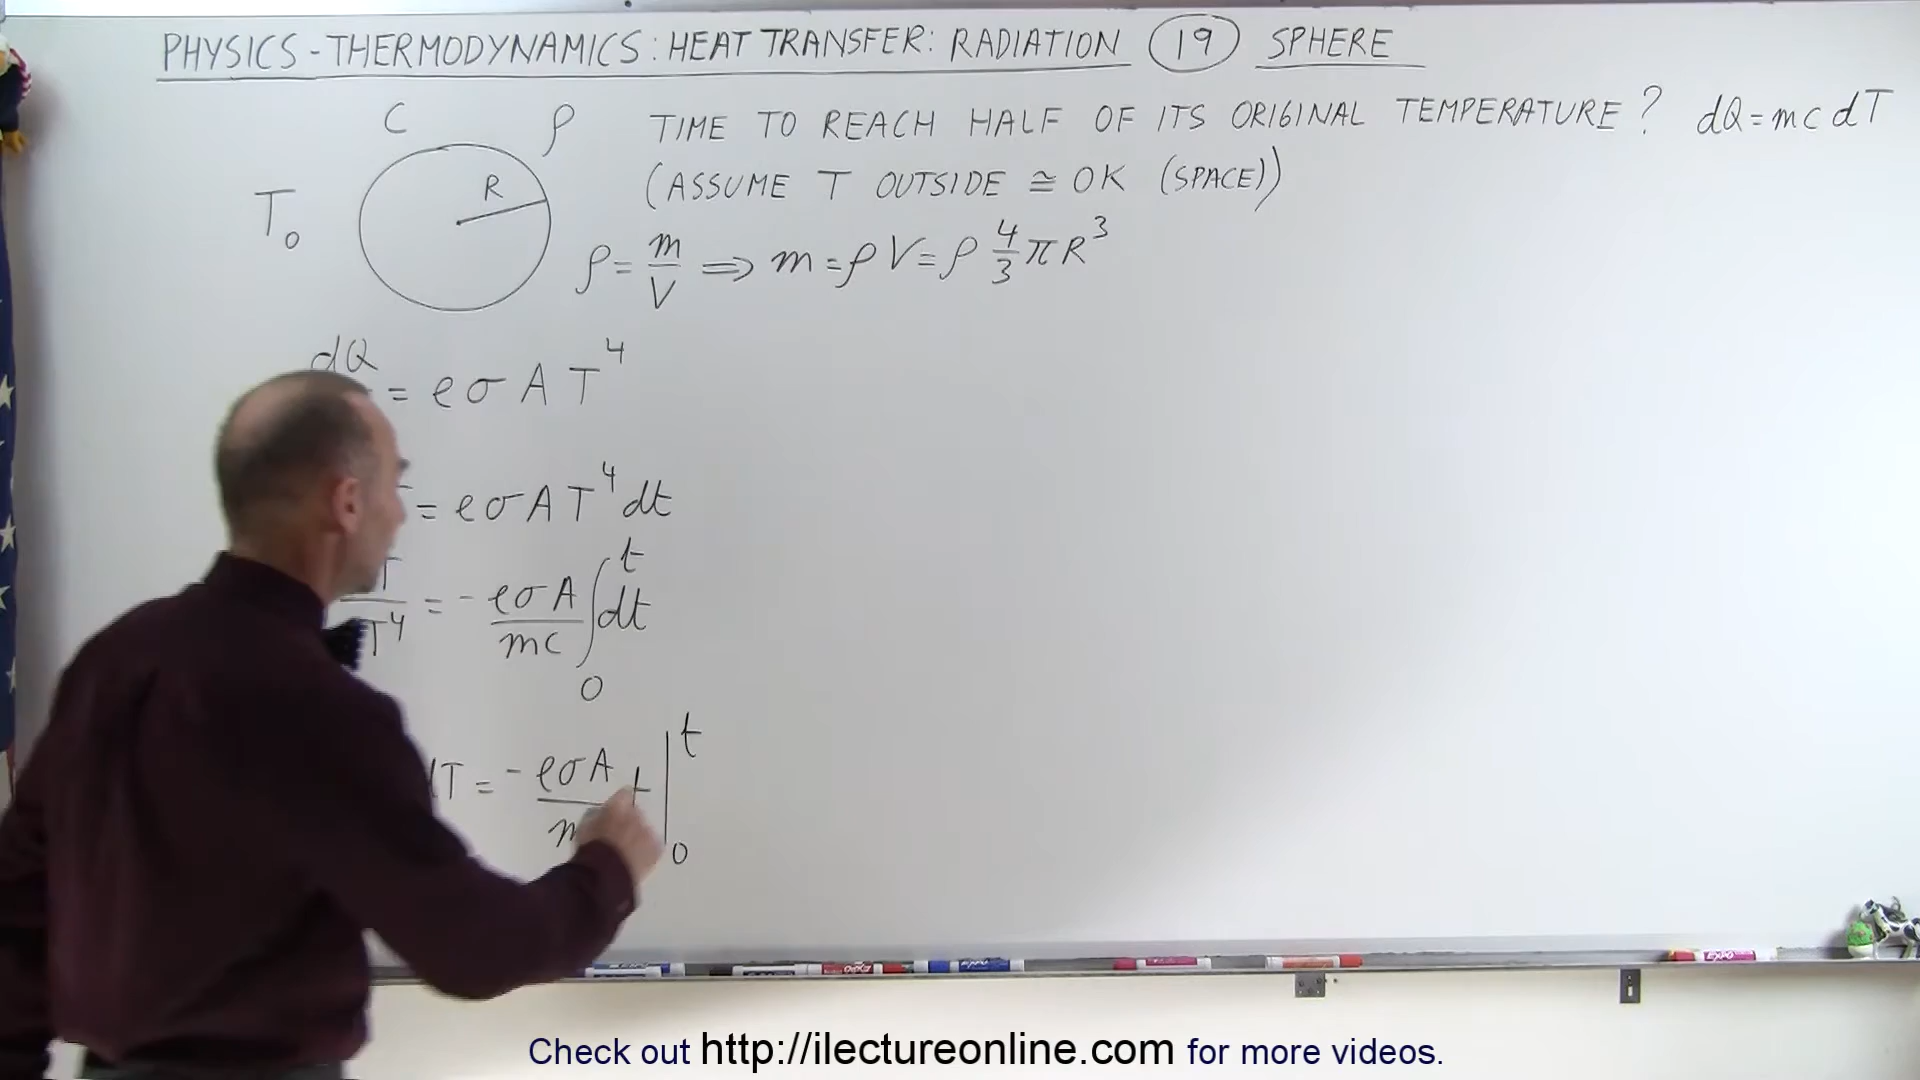 PHYSICS - THERMODYNAMICS: HEAT TRANSFER: RADIATION 19 SPHERE
C ρ TIME TO REACH HALF OF ITS ORIGINAL TEMPERATURE? dQ = mc dT
T₀ R (ASSUME T OUTSIDE ≅ 0K (SPACE))
ρ = m/V ⟹ m = ρV = ρ 4/3 πR³
dQ = eσAT⁴
= eσAT⁴dt
T⁴ = - eσA/mc ∫₀ᵗ dt
T = -eσA t |₀ᵗ
EXPO
Check out http://ilectureonline.com for more videos.